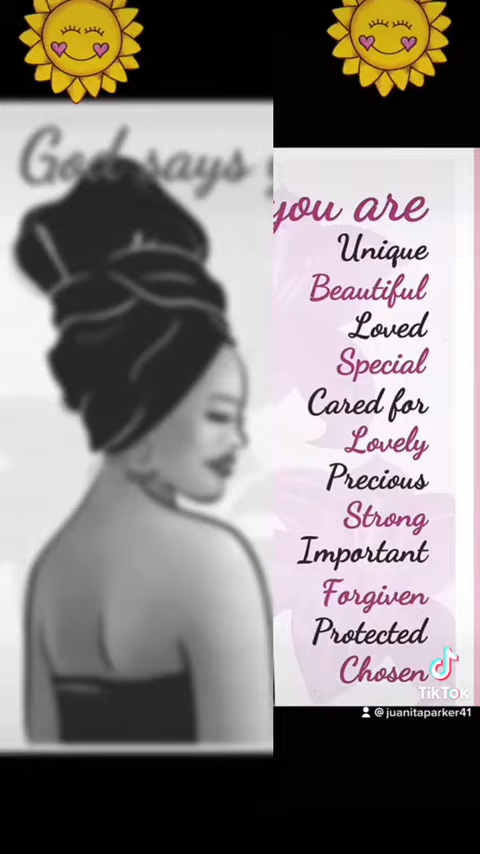 God says you are
Unique
Beautiful
Loved
Special
Cared for
Lovely
Precious
Strong
Important
Forgiven
Protected
Chosen
TikTok
@juanitaparker41